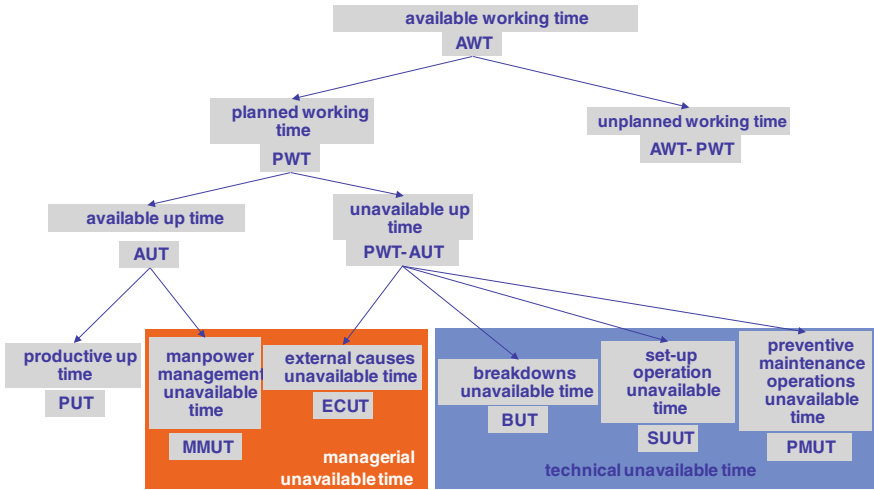 available working time
AWT
planned working
time
PWT
unplanned working time
AWT- PWT
available up time
AUT
unavailable up
time
PWT- AUT
productive up
time
PUT
manpower
management
unavailable
time
MMUT
external causes
unavailable time
ECUT
managerial
unavailable time
breakdowns
unavailable time
BUT
set-up
operation
unavailable
time
SUUT
preventive
maintenance
operations
unavailable
time
PMUT
technical unavailable time